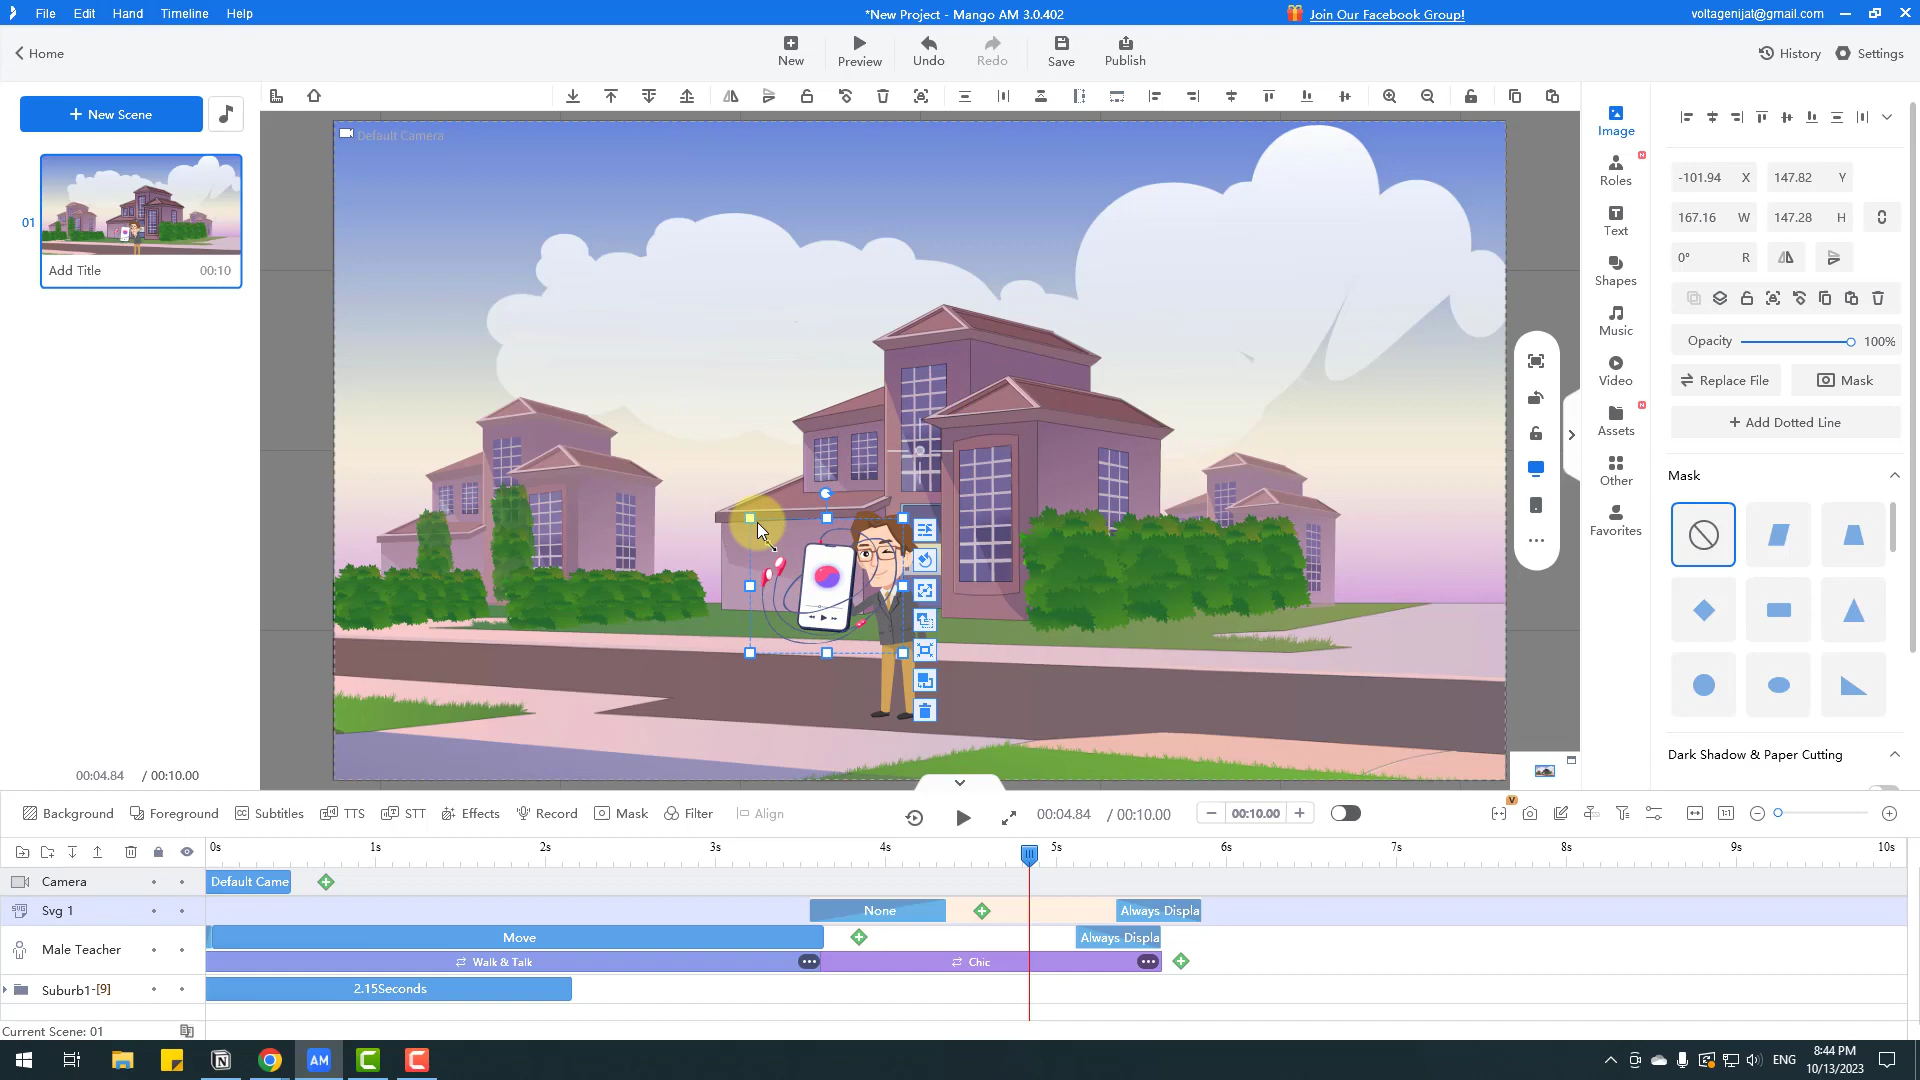 File Edit Hand Timeline Help
*New Project - Mango AM 3.0.402
Join Our Facebook Group!
voltagenijat@gmail.com
Home
New
Preview
Undo
Redo
Save
Publish
History
Settings
+ New Scene
01
Add Title 00:10
00:04.84 / 00:10.00
Default Camera
Image
Roles
N
Text
Shapes
Music
Video
Assets
N
Other
Favorites
-101.94 X 147.82 Y
167.16 W 147.28 H
0° R
Opacity 100%
Replace File Mask
+ Add Dotted Line
Mask
Dark Shadow & Paper Cutting
Background Foreground Subtitles TTS STT Effects Record Mask Filter Align
00:04.84 / 00:10.00
00:10.00
V
1:1
0s 1s 2s 3s 4s 5s 6s 7s 8s 9s 10s
Camera
Default Came
Svg 1
None
Always Displa
Male Teacher
Move
Always Displa
Walk & Talk
Chic
Suburb1-[9]
2.15Seconds
Current Scene: 01
AM
ENG
8:44 PM
10/13/2023